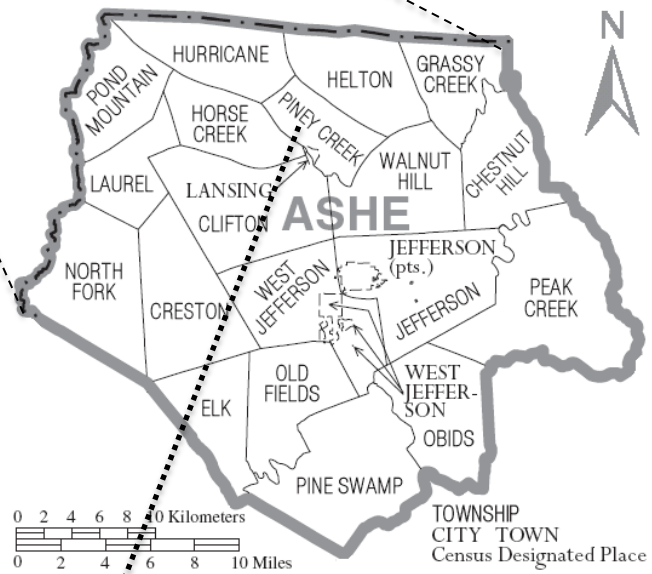 N
HURRICANE
GRASSY
CREEK
HELTON
POND
MOUNTAIN
PINEY CREEK
HORSE
CREEK
WALNUT
HILL
CHESTNUT
HILL
LAUREL
LANSING
CLIFTON
ASHE
JEFFERSON
(pts.)
NORTH
FORK
WEST
JEFFERSON
PEAK
CREEK
CRESTON
JEFFERSON
OLD
FIELDS
WEST
JEFFER-
SON
ELK
OBIDS
PINE SWAMP
0 2 4 6 8 10 Kilometers
0 2 4 6 8 10 Miles
TOWNSHIP
CITY TOWN
Census Designated Place